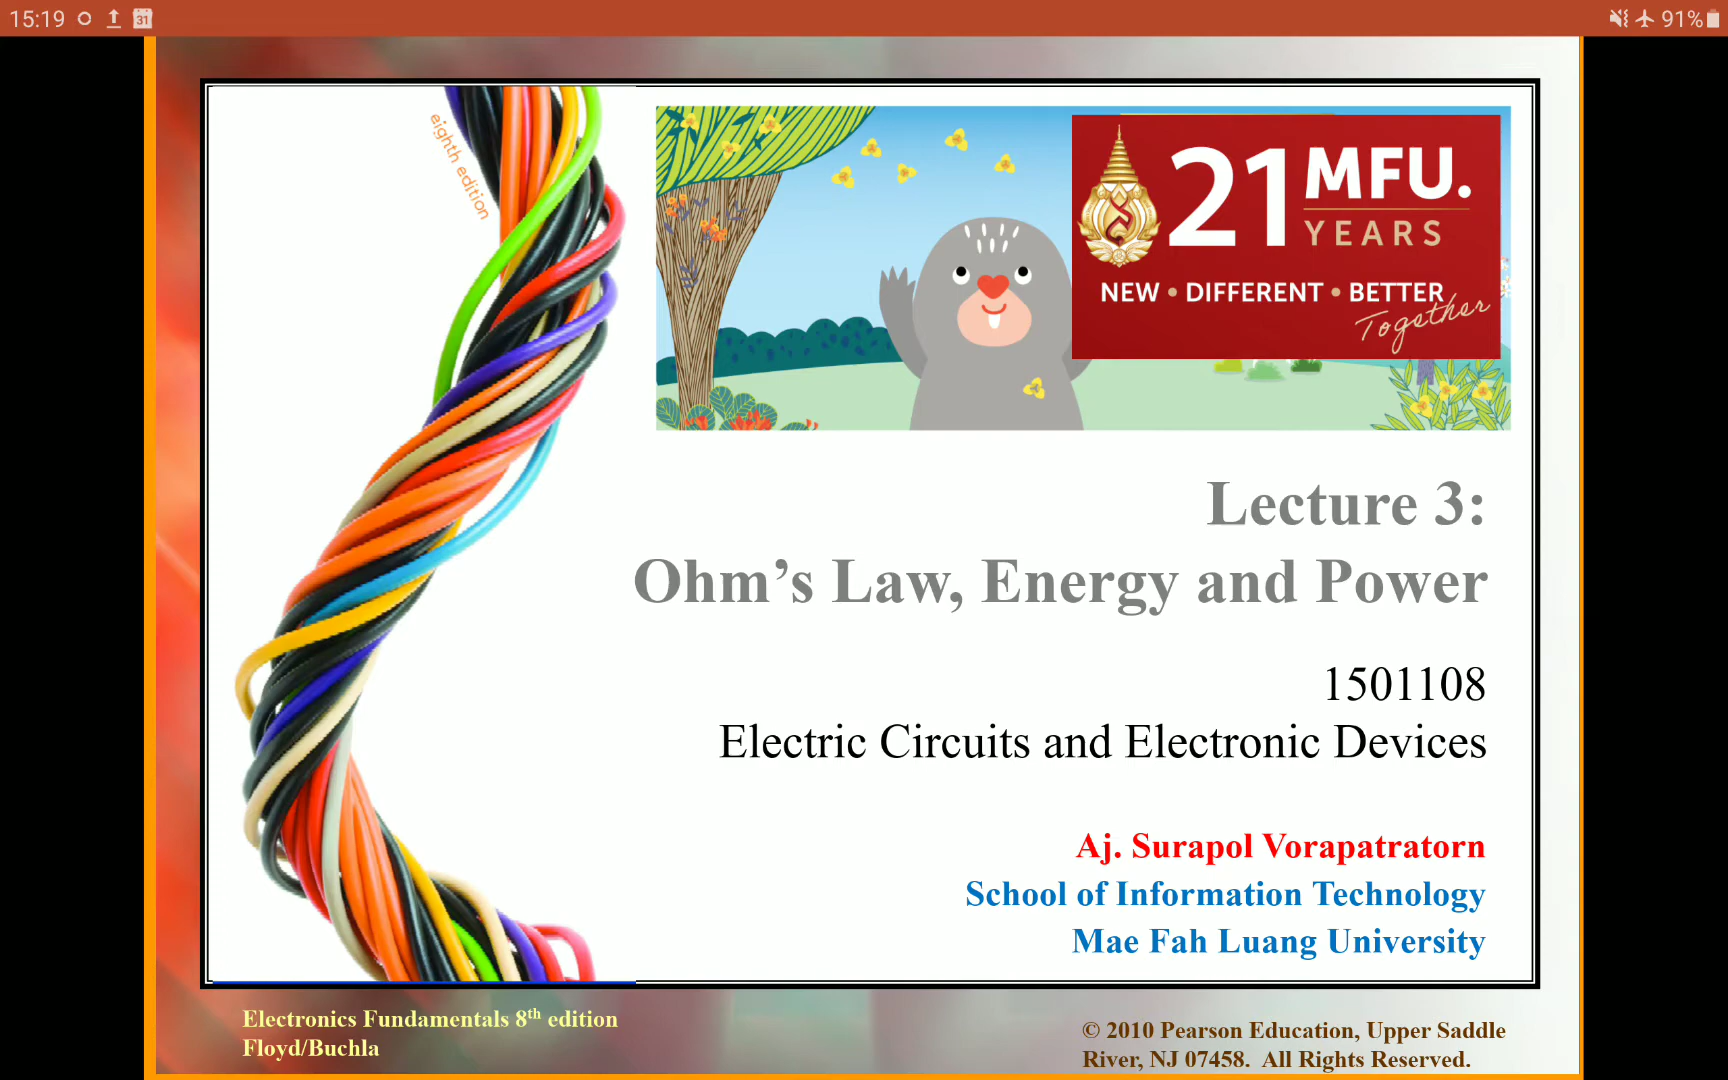 15:19
31
91%
eighth edition
21 MFU.
YEARS
NEW • DIFFERENT • BETTER
Together
Lecture 3:
Ohm’s Law, Energy and Power
1501108
Electric Circuits and Electronic Devices
Aj. Surapol Vorapatratorn
School of Information Technology
Mae Fah Luang University
Electronics Fundamentals 8th edition
Floyd/Buchla
© 2010 Pearson Education, Upper Saddle
River, NJ 07458. All Rights Reserved.